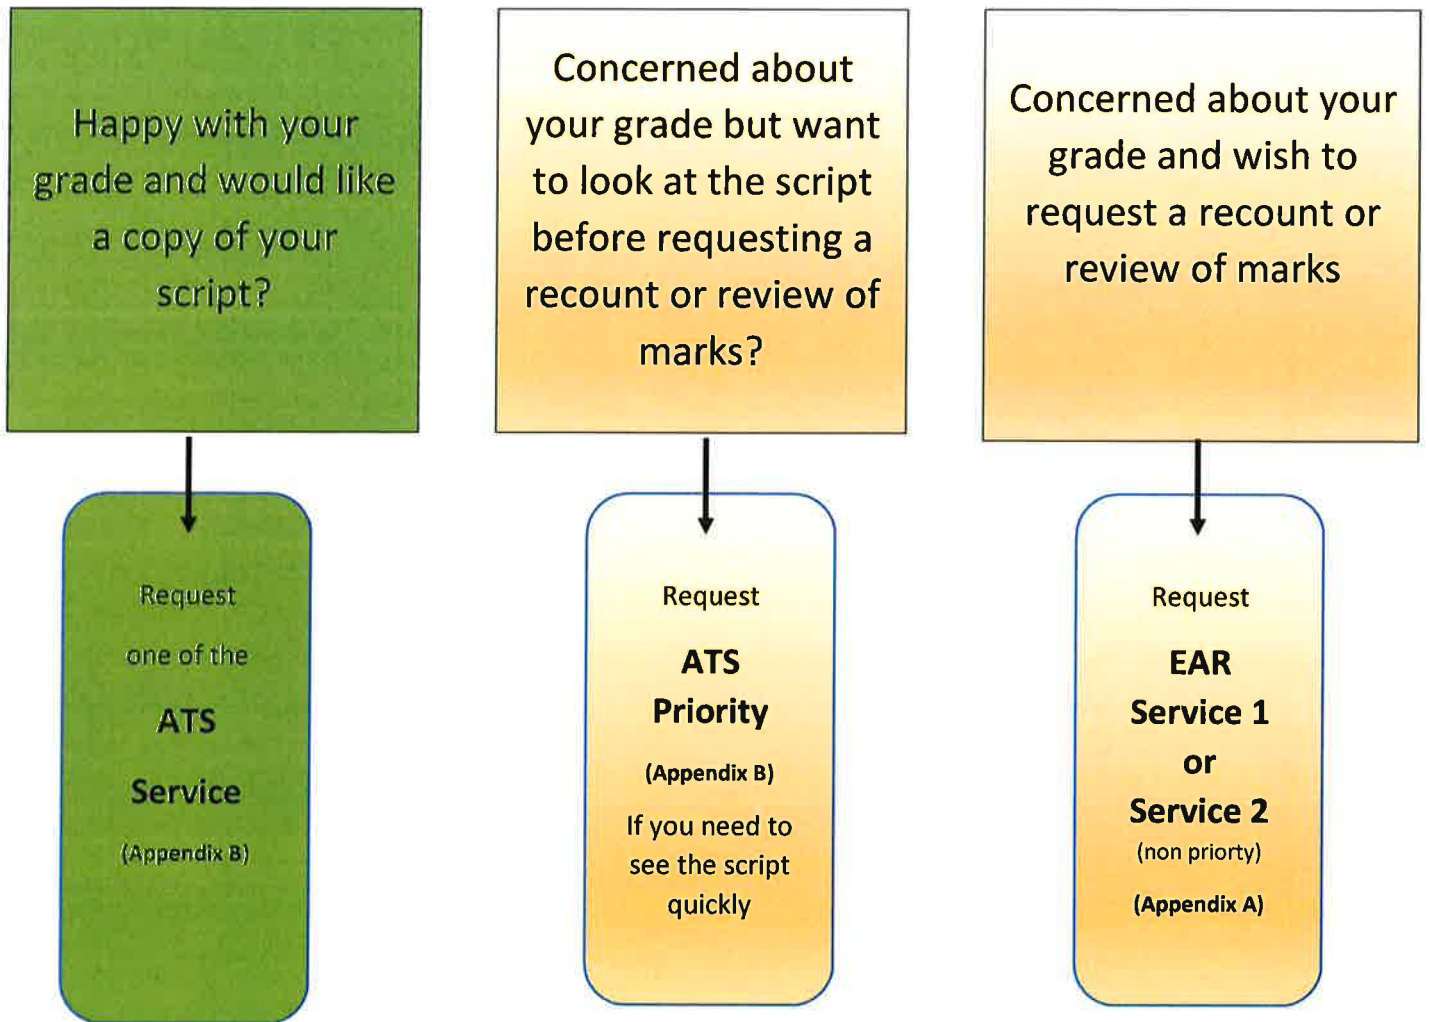 Happy with your
grade and would like
a copy of your
script?
Concerned about
your grade but want
to look at the script
before requesting a
recount or review of
marks?
Concerned about your
grade and wish to
request a recount or
review of marks
Request
one of the
ATS
Service
(Appendix B)
Request
ATS
Priority
(Appendix B)
If you need to
see the script
quickly
Request
EAR
Service 1
or
Service 2
(non priorty)
(Appendix A)